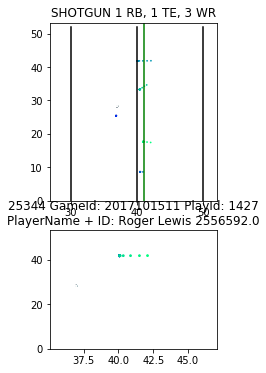 SHOTGUN 1 RB, 1 TE, 3 WR
50
40
30
20
10
0
30 40 50
25344 GameId: 2017101511 PlayId: 1427
PlayerName + ID: Roger Lewis 2556592.0
40
20
0
37.5 40.0 42.5 45.0